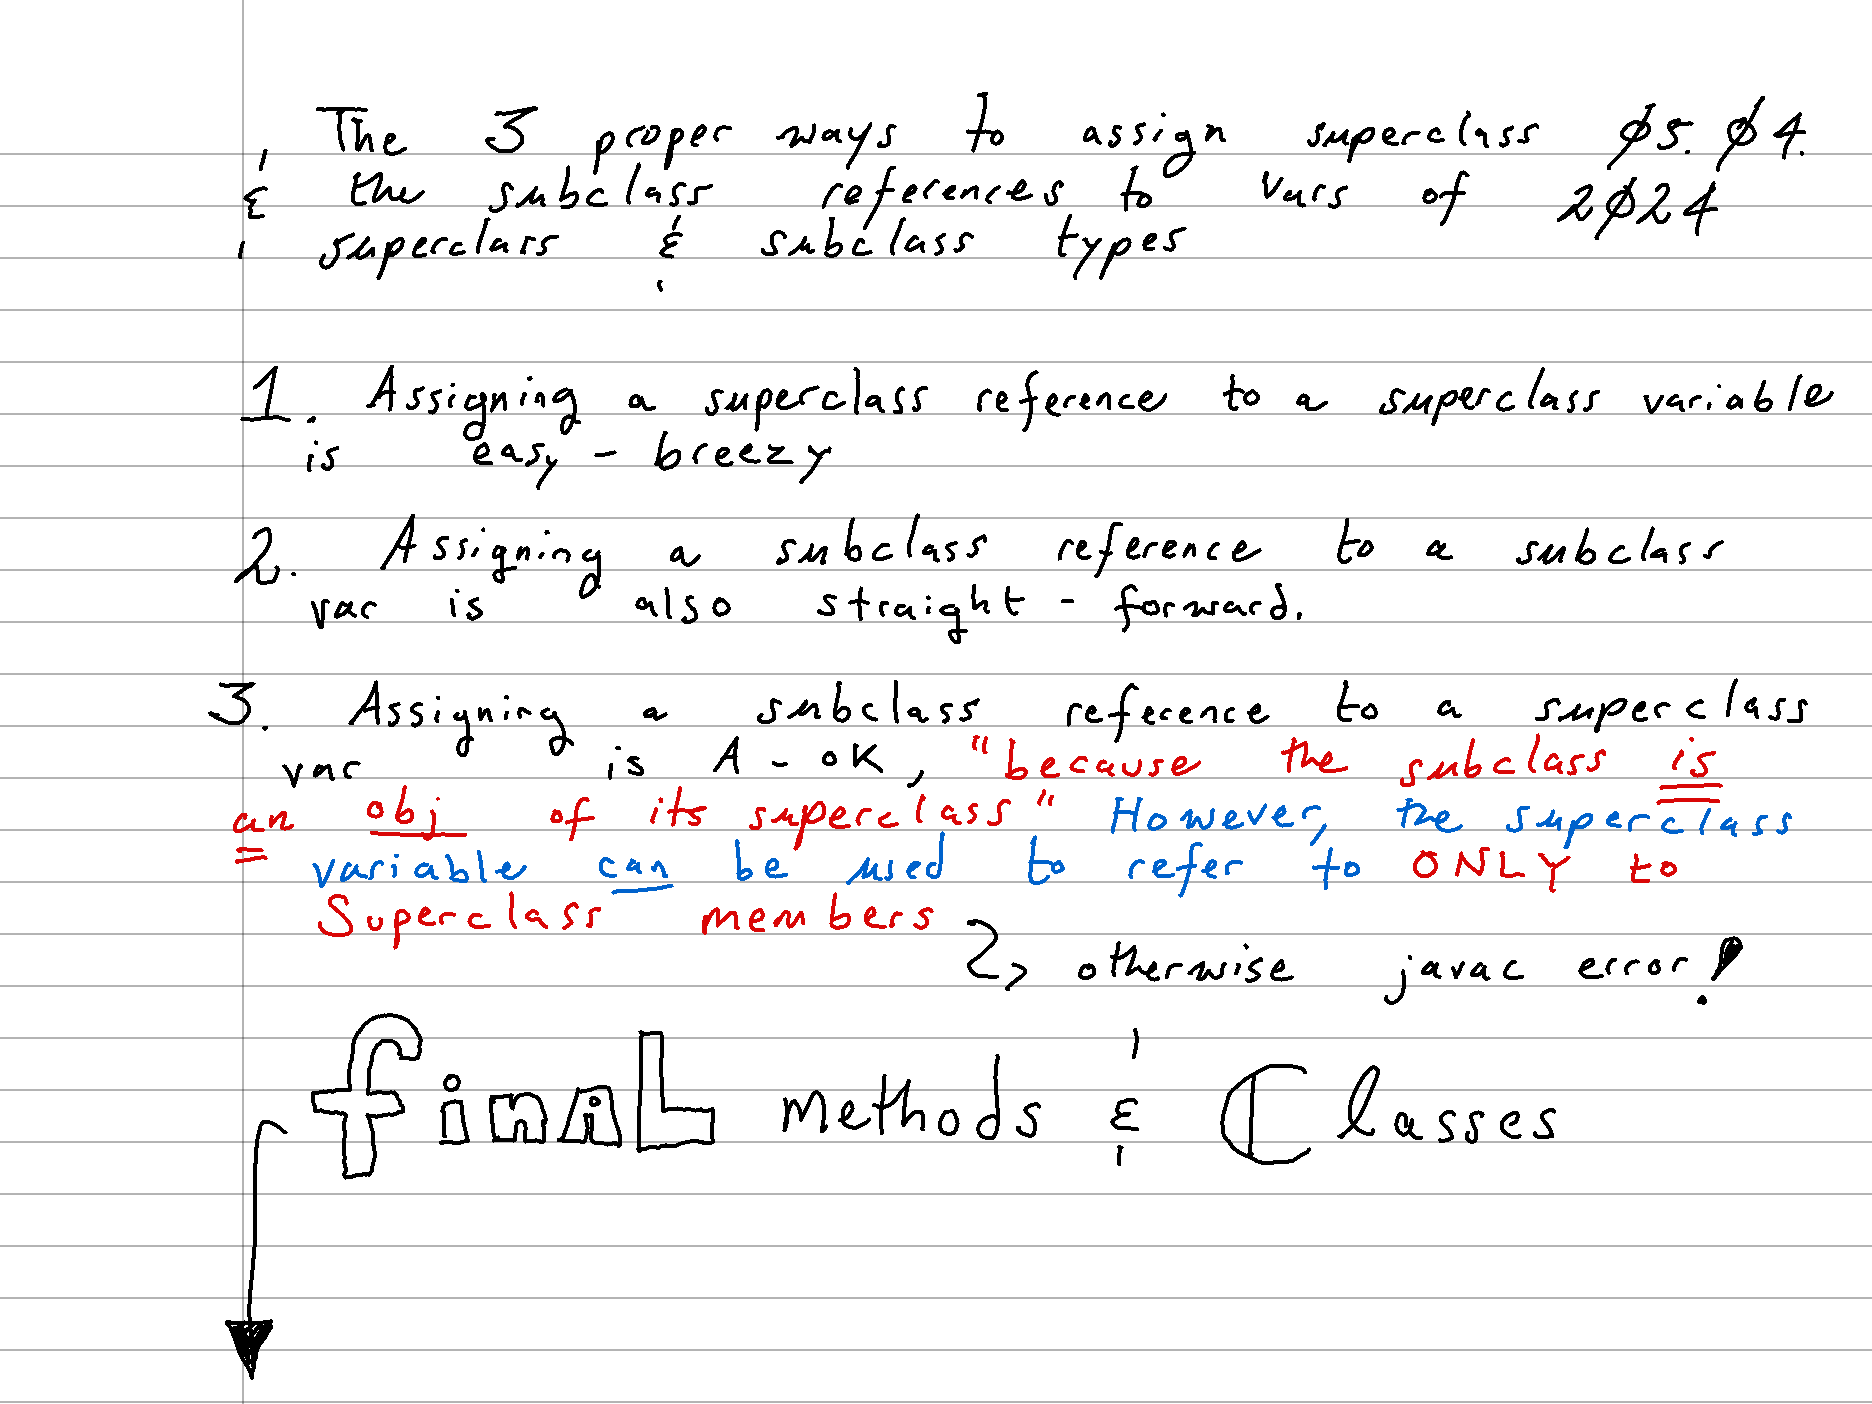 The 3 proper ways to assign superclass Ø5. Ø4.
& the subclass references to vars of 2Ø24
superclass & subclass types
1. Assigning a superclass reference to a superclass variable
is easy - breezy
2. Assigning a subclass reference to a subclass
var is also straight - forward.
3. Assigning a subclass reference to a superclass
var is A - OK, "because the subclass is
an obj of its superclass" However, the superclass
variable can be used to refer to ONLY to
Superclass members
otherwise javac error!
finaL methods & Classes